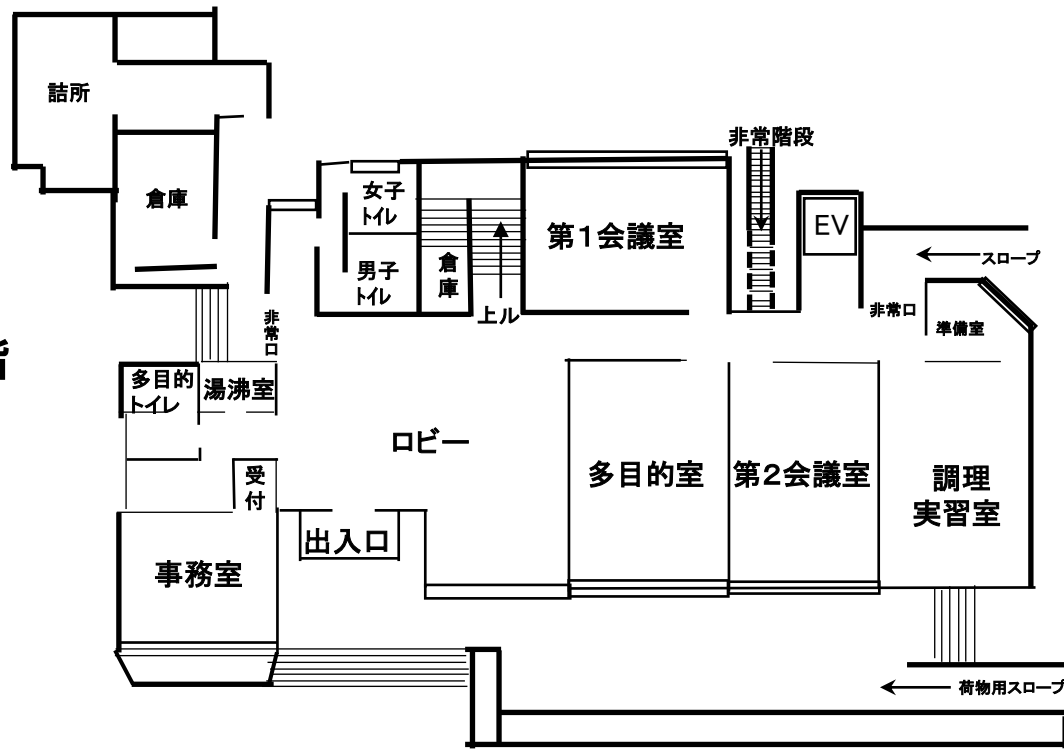 詰所
倉庫
非常階段
女子
トイレ
第1会議室
EV
スロープ
男子
トイレ
倉庫
上ル
非常口
非常口
準備室
階
多目的
トイレ
湯沸室
ロビー
受付
多目的室
第2会議室
調理
実習室
出入口
事務室
荷物用スロープ